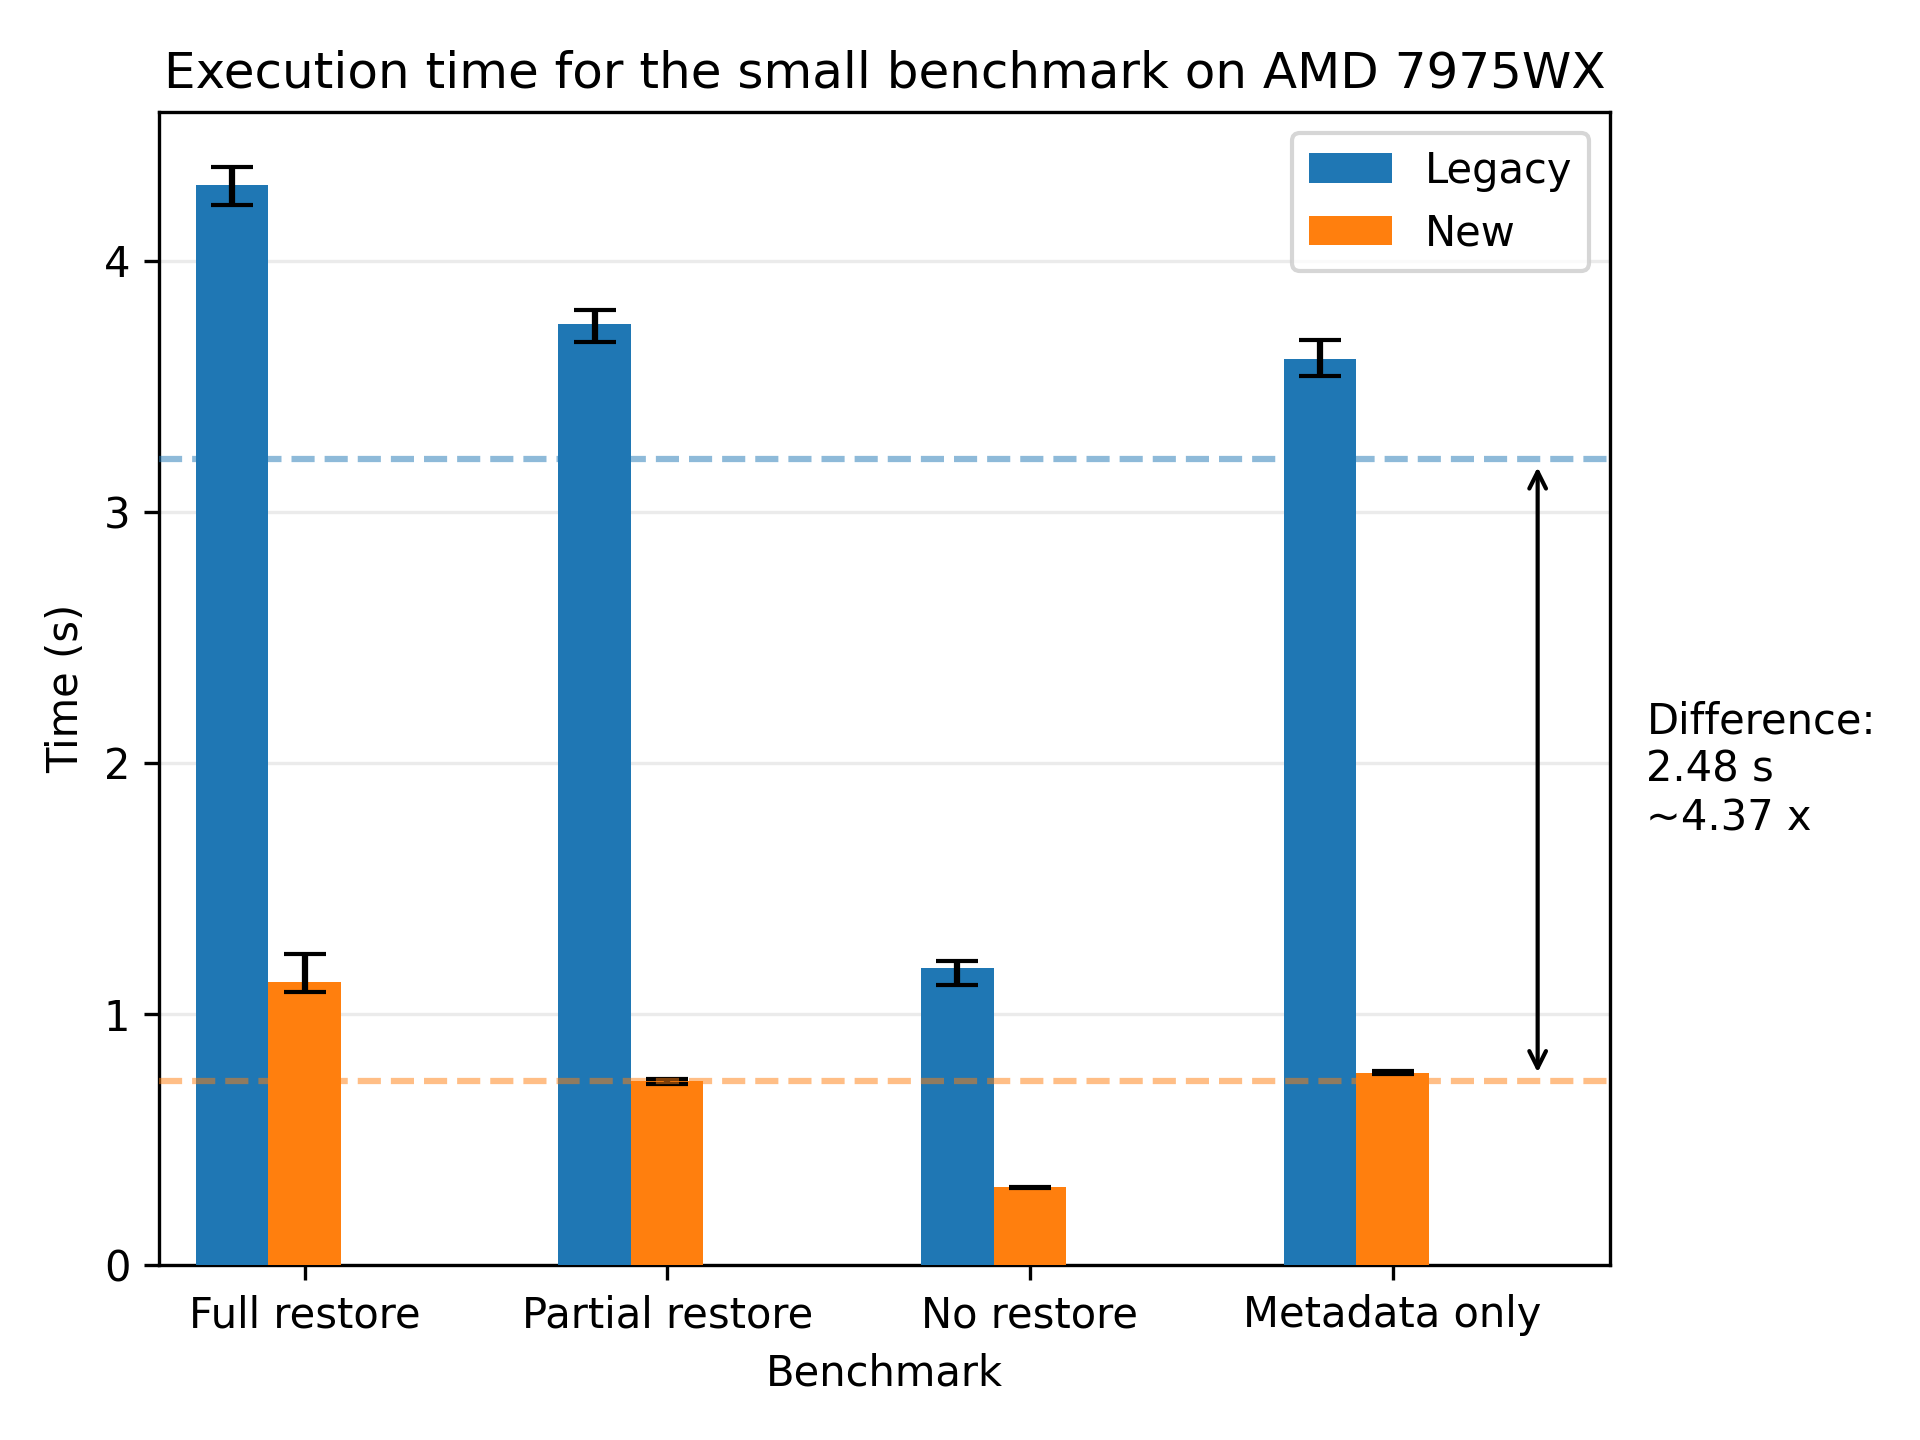 Execution time for the small benchmark on AMD 7975WX
Legacy
New
Time (s)
4
3
2
1
0
Difference:
2.48 s
~4.37 x
Full restore
Partial restore
No restore
Metadata only
Benchmark